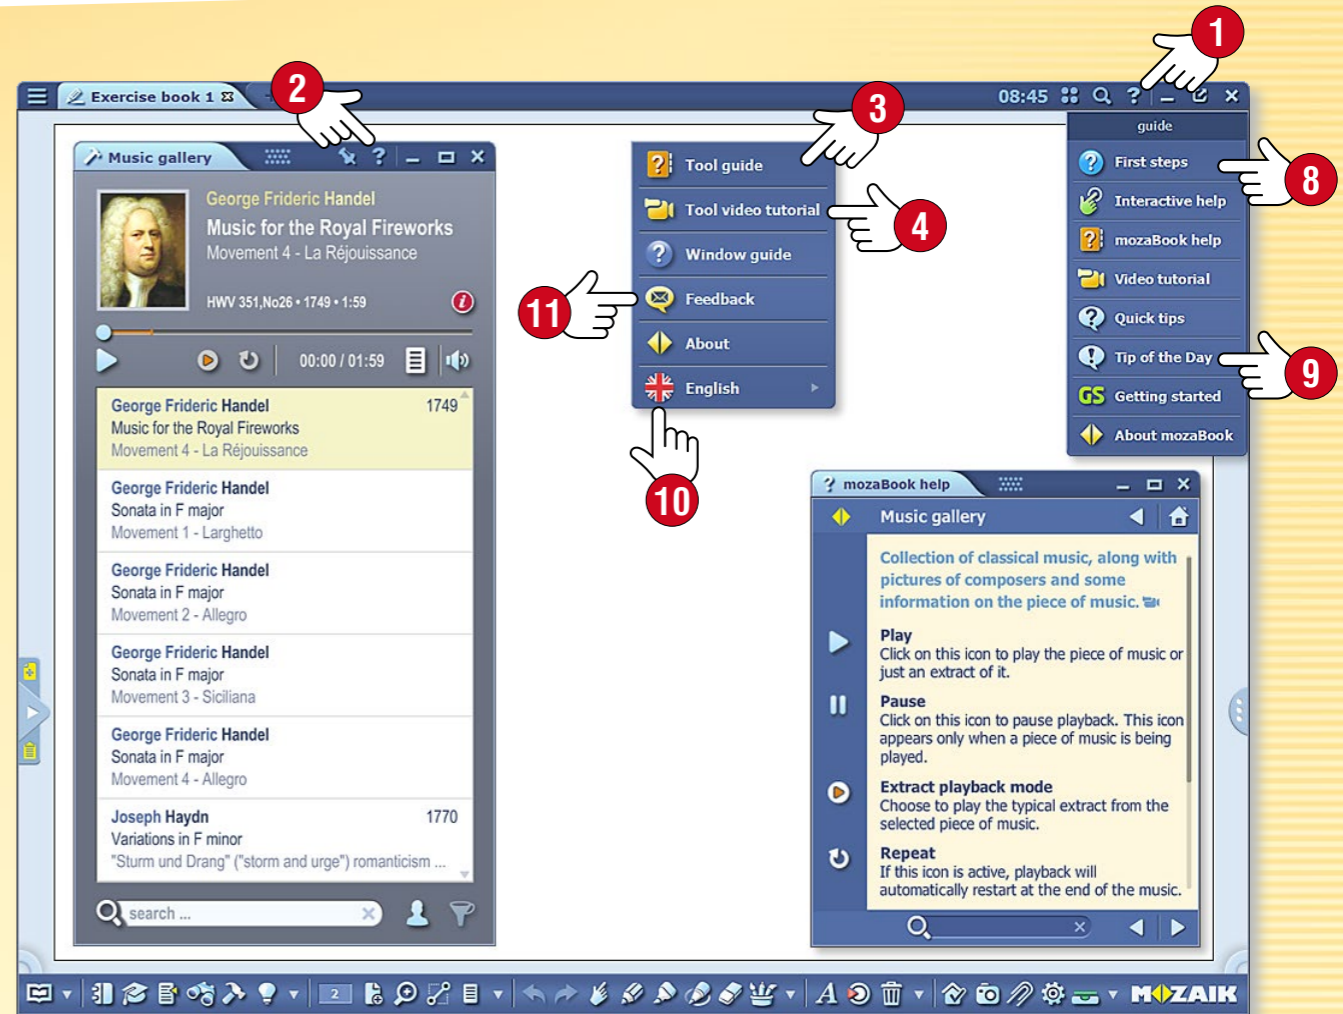 1
2
Exercise book 1
08:45
3
guide
Music gallery
Tool guide
First steps
8
George Frideric Handel
Tool video tutorial
4
Interactive help
Music for the Royal Fireworks
Movement 4 - La Réjouissance
Window guide
mozaBook help
HWV 351,No26 • 1749 • 1:59
11
Feedback
Video tutorial
Quick tips
00:00 / 01:59
About
Tip of the Day
9
English
GS Getting started
10
About mozaBook
George Frideric Handel 1749
Music for the Royal Fireworks
Movement 4 - La Réjouissance
George Frideric Handel
Sonata in F major
Movement 1 - Larghetto
George Frideric Handel
Sonata in F major
Movement 2 - Allegro
George Frideric Handel
Sonata in F major
Movement 3 - Siciliana
George Frideric Handel
Sonata in F major
Movement 4 - Allegro
Joseph Haydn 1770
Variations in F minor
"Sturm und Drang" ("storm and urge") romanticism ...
search ...
? mozaBook help
Music gallery
Collection of classical music, along with
pictures of composers and some
information on the piece of music.
Play
Click on this icon to play the piece of music or
just an extract of it.
Pause
Click on this icon to pause playback. This icon
appears only when a piece of music is being
played.
Extract playback mode
Choose to play the typical extract from the
selected piece of music.
Repeat
If this icon is active, playback will
automatically restart at the end of the music.
2
A
MOZAIK